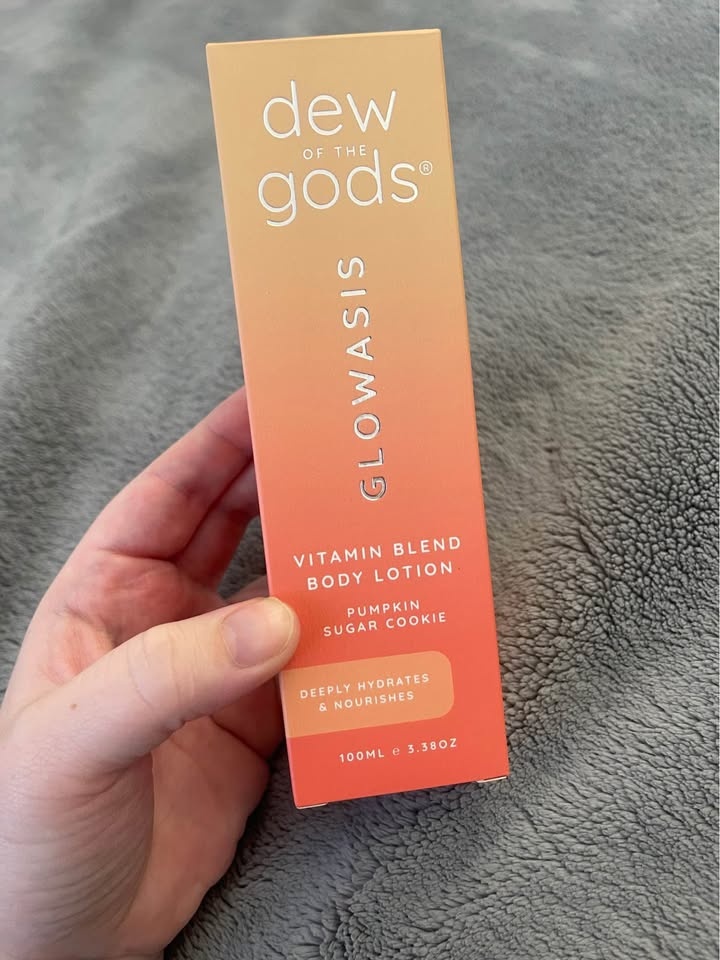 dew
OF THE
gods®
GLOWASIS
VITAMIN BLEND
BODY LOTION
PUMPKIN
SUGAR COOKIE
DEEPLY HYDRATES
& NOURISHES
100ML e 3.38OZ